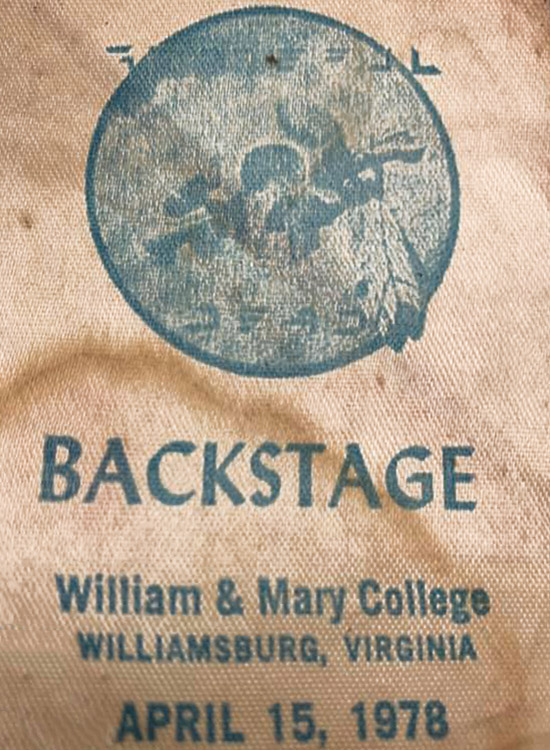 BACKSTAGE
William & Mary College
WILLIAMSBURG, VIRGINIA
APRIL 15, 1978